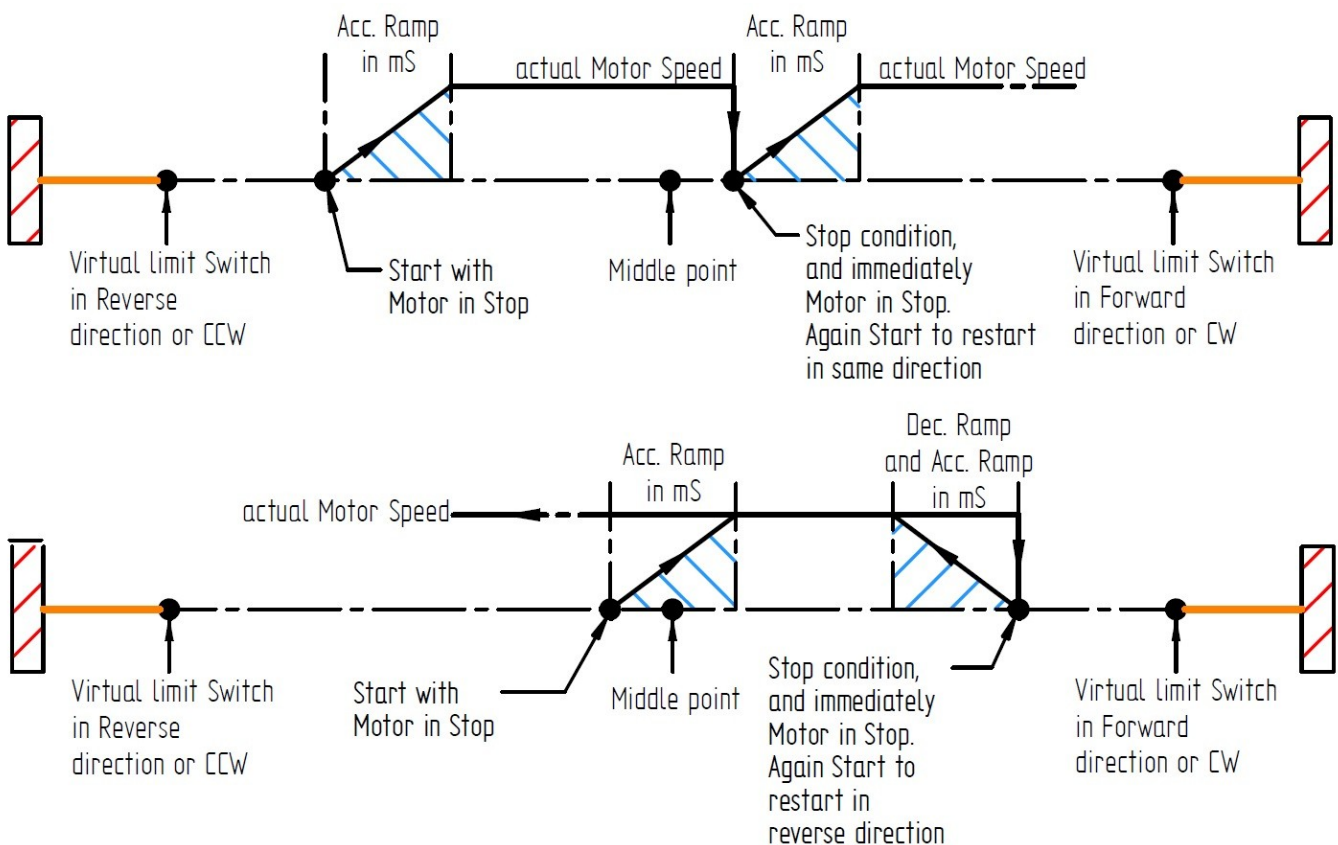 Acc. Ramp
in mS
actual Motor Speed
Acc. Ramp
in mS
actual Motor Speed
Virtual limit Switch
in Reverse
direction or CCW
Start with
Motor in Stop
Middle point
Stop condition,
and immediately
Motor in Stop.
Again Start to restart
in same direction
Virtual limit Switch
in Forward
direction or CW
actual Motor Speed
Acc. Ramp
in mS
Dec. Ramp
and Acc. Ramp
in mS
Virtual limit Switch
in Reverse
direction or CCW
Start with
Motor in Stop
Middle point
Stop condition,
and immediately
Motor in Stop.
Again Start to
restart in
reverse direction
Virtual limit Switch
in Forward
direction or CW